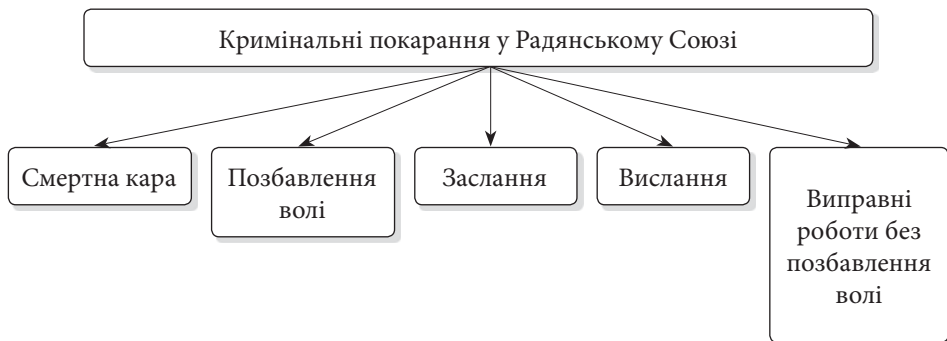 Кримінальні покарання у Радянському Союзі
Смертна кара
Позбавлення
волі
Заслання
Вислання
Виправні
роботи без
позбавлення
волі